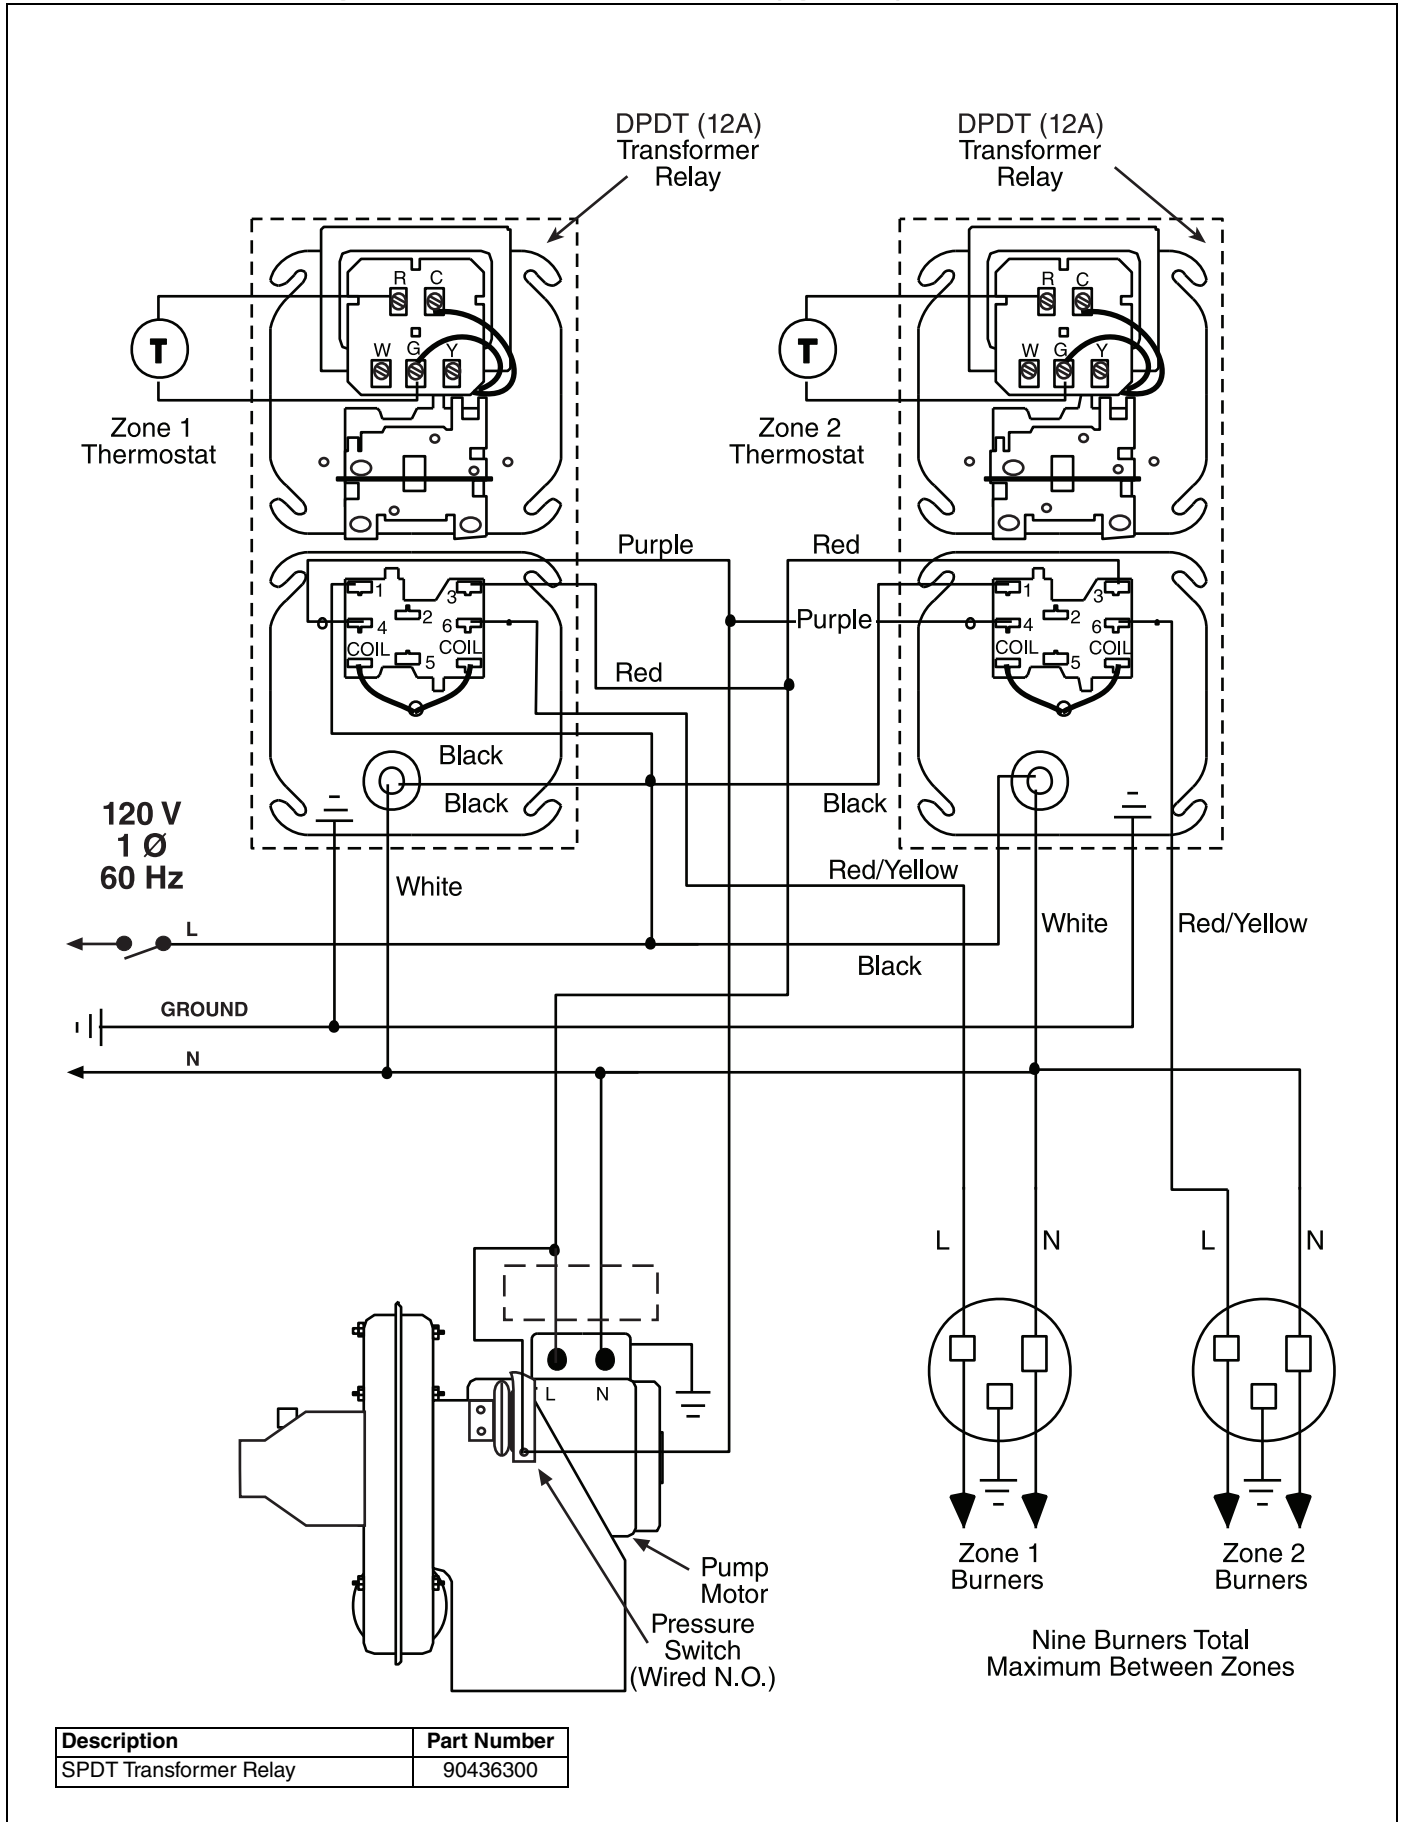 DPDT (12A)
Transformer
Relay
DPDT (12A)
Transformer
Relay
R C
W G Y
T
Zone 1
Thermostat
R C
W G Y
T
Zone 2
Thermostat
Purple
Red
1
3
2
4
6
COIL
COIL
5
Purple
1
3
2
4
6
COIL
COIL
5
Red
Black
Black
Black
120 V
1 Ø
60 Hz
Red/Yellow
White
White
Red/Yellow
L
Black
GROUND
N
L
N
L
N
L
N
Zone 1
Burners
Zone 2
Burners
Pump
Motor
Pressure
Switch
(Wired N.O.)
Nine Burners Total
Maximum Between Zones
Description Part Number
SPDT Transformer Relay 90436300